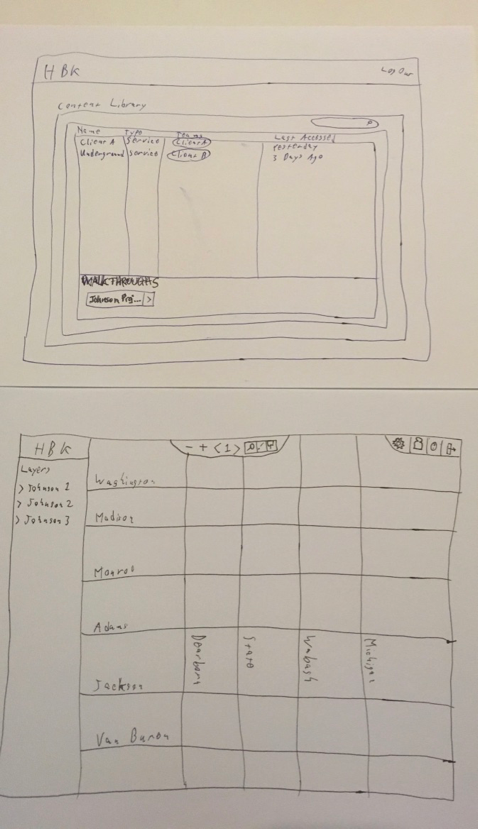 HBK Log Out
Content Library
Name Type Teams Last Accessed
Client A Service Client A Yesterday
Underground Service Client B 3 Days Ago
WALKTHROUGHS
Johnson Proj... >
HBK - + < 1 >
Layers
> Johnson 1
> Johnson 2
> Johnson 3
Washington
Madison
Monroe
Adams
Dearborn
State
Wabash
Michigan
Jackson
Van Buren